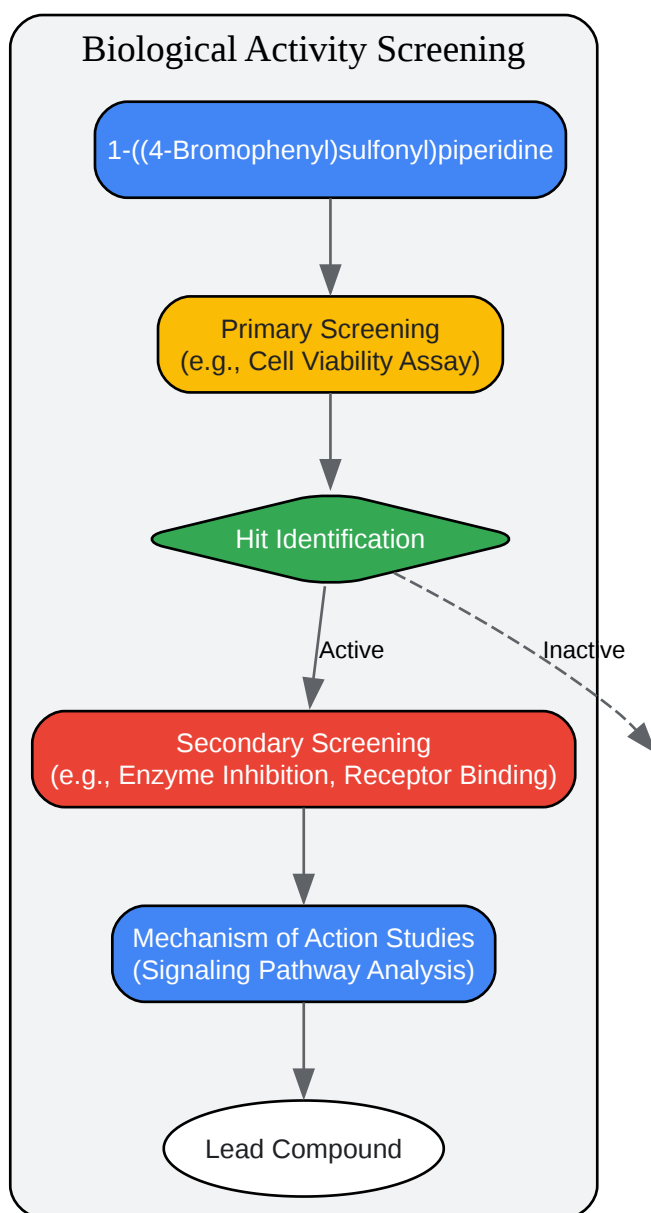 Biological Activity Screening
1-((4-Bromophenyl)sulfonyl)piperidine
Primary Screening
(e.g., Cell Viability Assay)
Hit Identification
Active
Inactive
Secondary Screening
(e.g., Enzyme Inhibition, Receptor Binding)
Mechanism of Action Studies
(Signaling Pathway Analysis)
Lead Compound